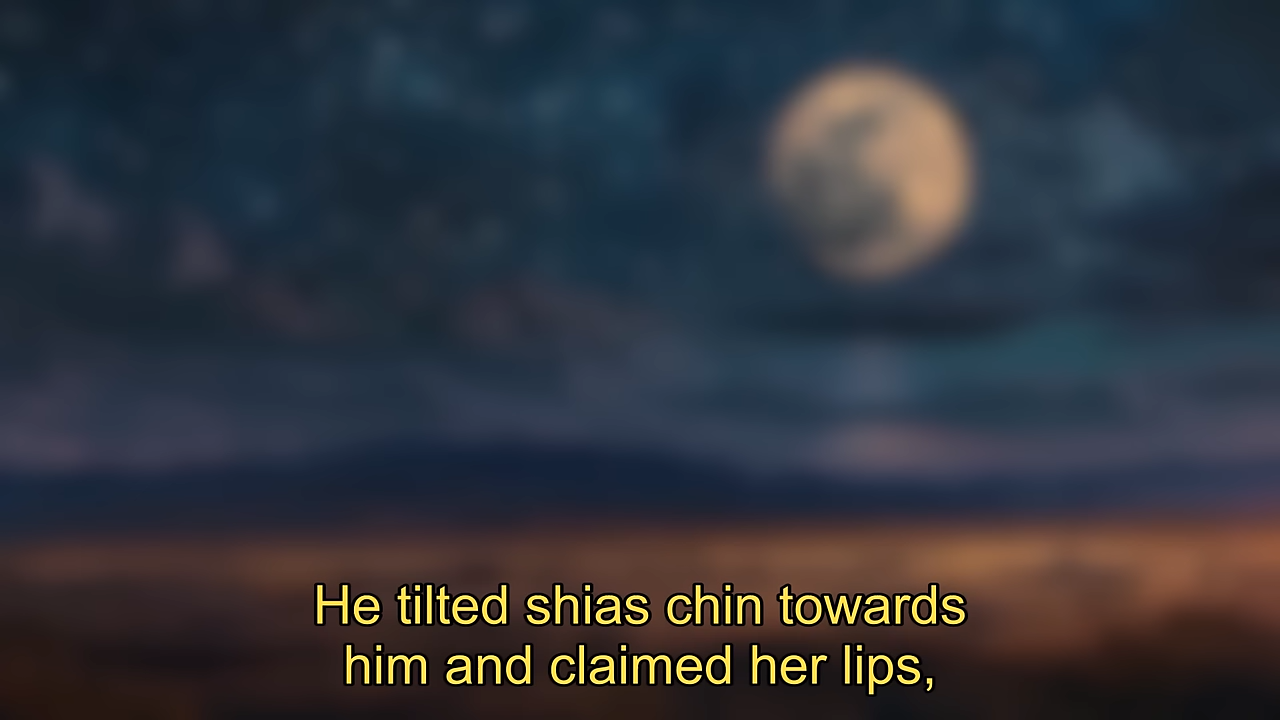 He tilted shias chin towards
him and claimed her lips,